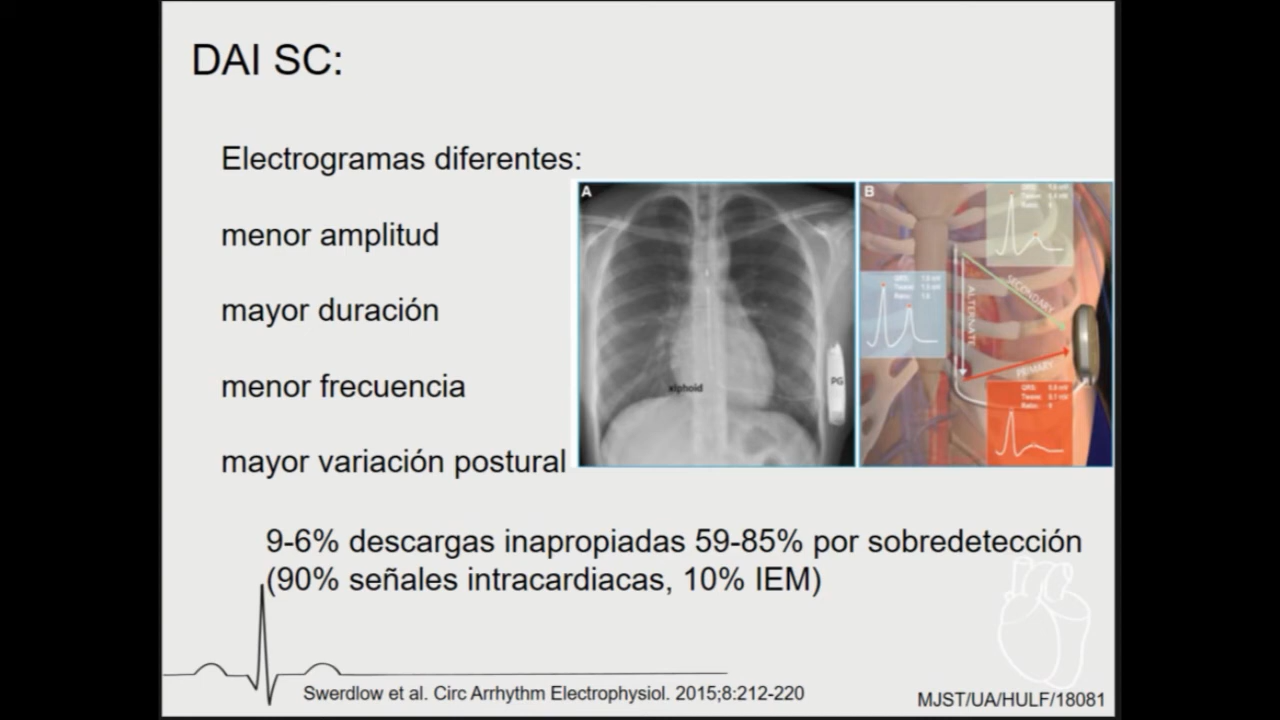 DAI SC:
Electrogramas diferentes:
menor amplitud
mayor duración
menor frecuencia
mayor variación postural
A
xiphoid
PG
B
SECONDARY
ALTERNATE
PRIMARY
9-6% descargas inapropiadas 59-85% por sobredetección
(90% señales intracardiacas, 10% IEM)
Swerdlow et al. Circ Arrhythm Electrophysiol. 2015;8:212-220
MJST/UA/HULF/18081